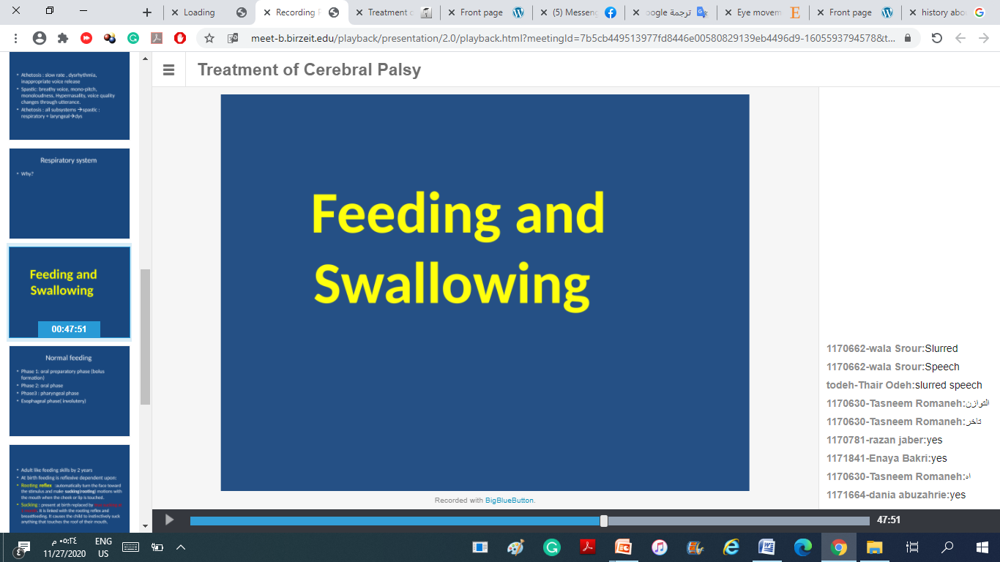 Loading
Recording P
Treatment o
Front page
(5) Messeng
ترجمة google
Eye movem
Front page
history abou
meet-b.birzeit.edu/playback/presentation/2.0/playback.html?meetingId=7b5cb449513977fd8446e00580829139eb4496d9-1605593794578&t...
Treatment of Cerebral Palsy
• Athetosis : slow rate , dysrhythmia,
inappropriate voice release
• Spastic: breathy voice, mono-pitch,
monoloudness. Hypernasality, voice quality
changes through utterance.
• Athetosis : all subsystems →spastic :
respiratory + laryngeal→dys
Respiratory system
• Why?
Feeding and
Swallowing
00:47:51
Normal feeding
• Phase 1: oral preparatory phase (bolus
formation)
• Phase 2: oral phase
• Phase3 : pharyngeal phase
• Esophageal phase( involutery)
• Adult like feeding skills by 2 years
• At birth feeding is reflexive dependent upon:
• Rooting reflex :automatically turn the face toward
the stimulus and make sucking(rooting) motions with
the mouth when the cheek or lip is touched.
• Sucking : present at birth replaced by
. It is linked with the rooting reflex and
breastfeeding. It causes the child to instinctively suck
anything that touches the roof of their mouth.
Feeding and
Swallowing
Recorded with BigBlueButton.
1170662-wala Srour:Slurred
1170662-wala Srour:Speech
todeh-Thair Odeh:slurred speech
1170630-Tasneem Romaneh:التوازن
1170630-Tasneem Romaneh:تاخر
1170781-razan jaber:yes
1171841-Enaya Bakri:yes
1170630-Tasneem Romaneh:اه
1171664-dania abuzahrie:yes
47:51
٠٥:٢٤ م
11/27/2020
ENG
US